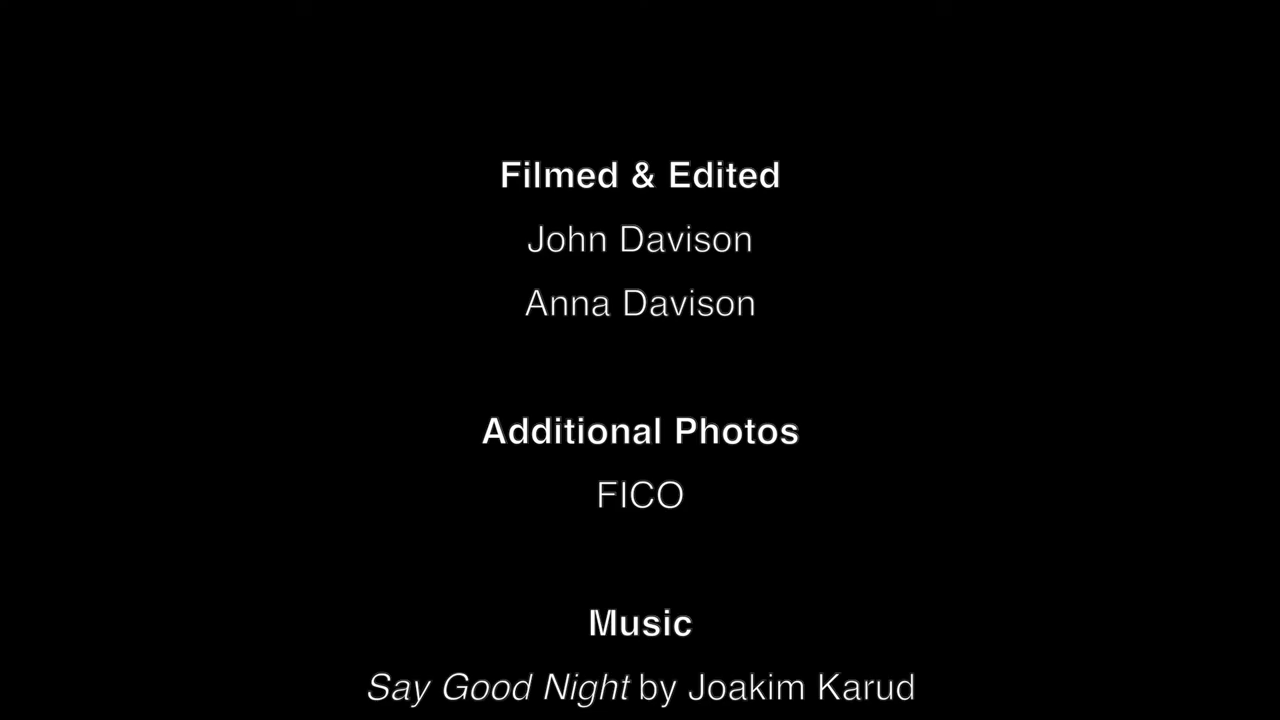 Filmed & Edited
John Davison
Anna Davison
Additional Photos
FICO
Music
Say Good Night by Joakim Karud